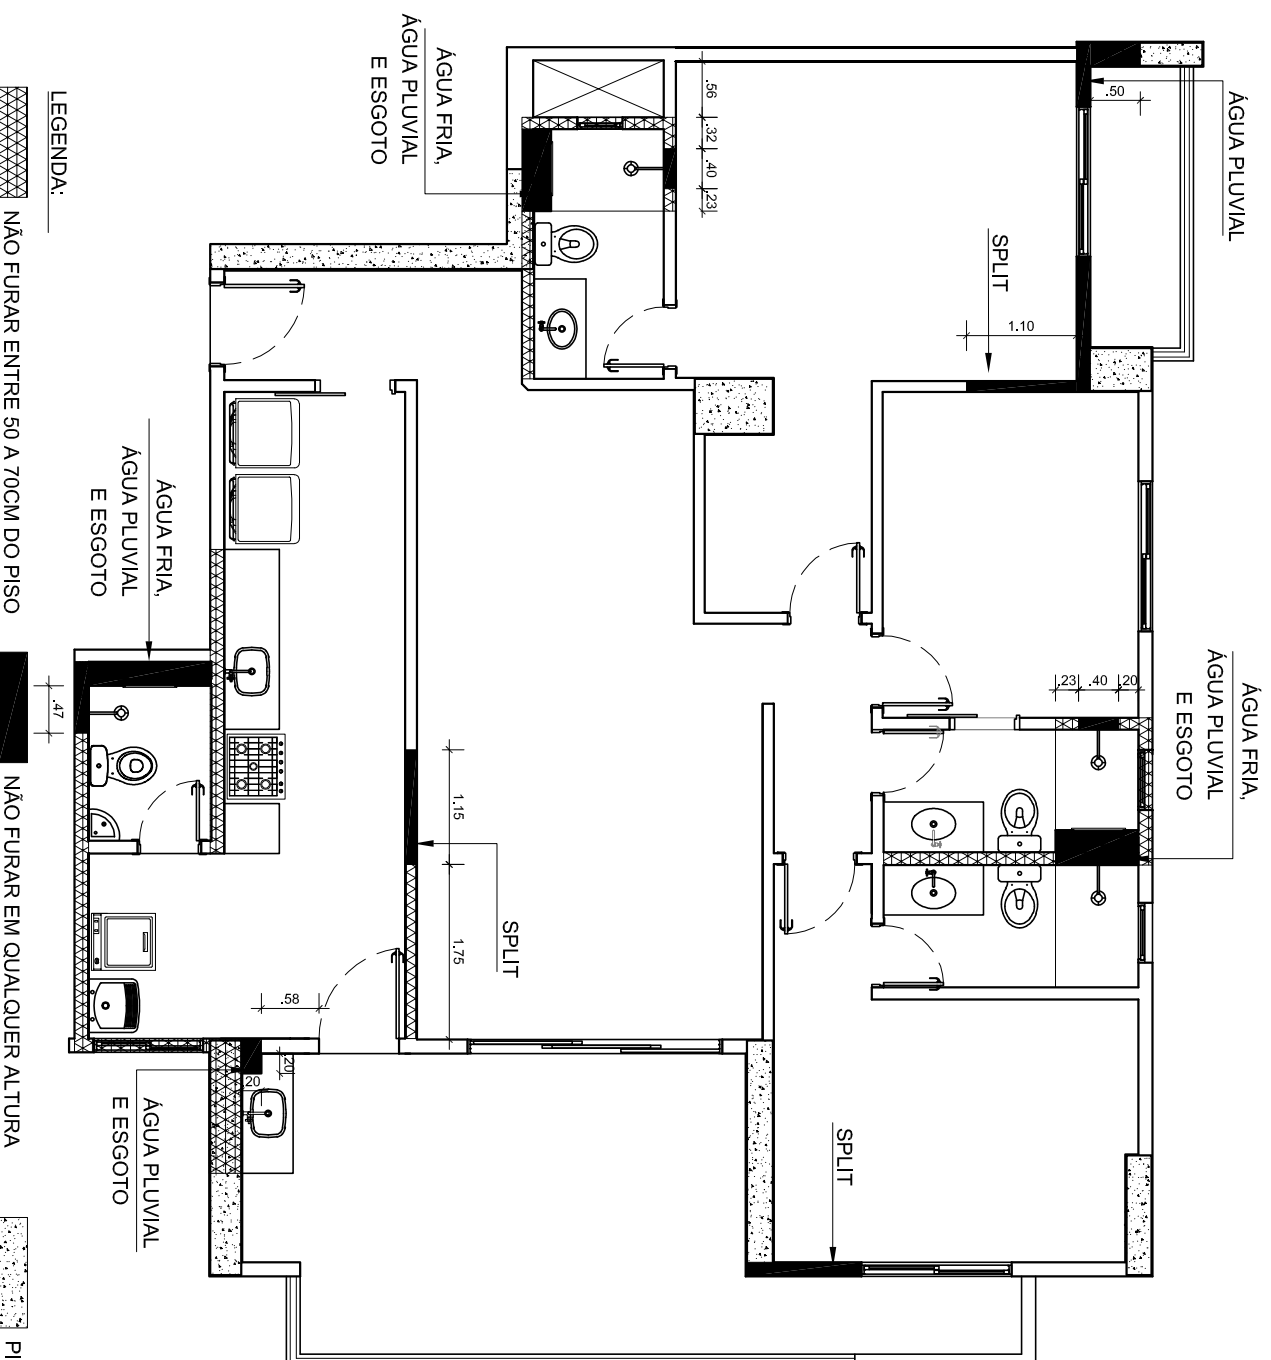 ÁGUA PLUVIAL
.50
ÁGUA FRIA,
ÁGUA PLUVIAL
E ESGOTO
.56
.32
.40
.23
SPLIT
1.10
ÁGUA FRIA,
ÁGUA PLUVIAL
E ESGOTO
.23
.40
.20
ÁGUA FRIA,
ÁGUA PLUVIAL
E ESGOTO
.47
1.15
1.75
SPLIT
.58
.20
.20
ÁGUA PLUVIAL
E ESGOTO
SPLIT
LEGENDA:
NÃO FURAR ENTRE 50 A 70CM DO PISO
NÃO FURAR EM QUALQUER ALTURA